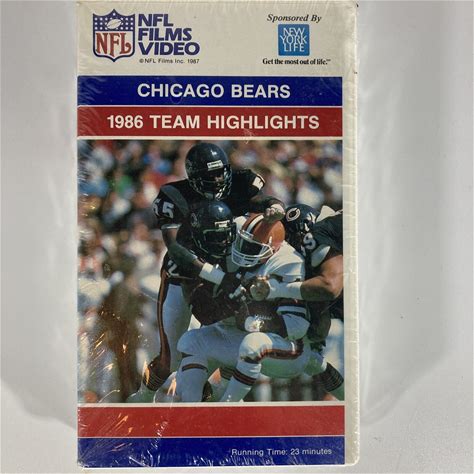 NFL
NFL
FILMS
VIDEO
© NFL Films Inc. 1987
Sponsored By
NEW
YORK
LIFE
Get the most out of life.™
CHICAGO BEARS
1986 TEAM HIGHLIGHTS
Running Time: 23 minutes